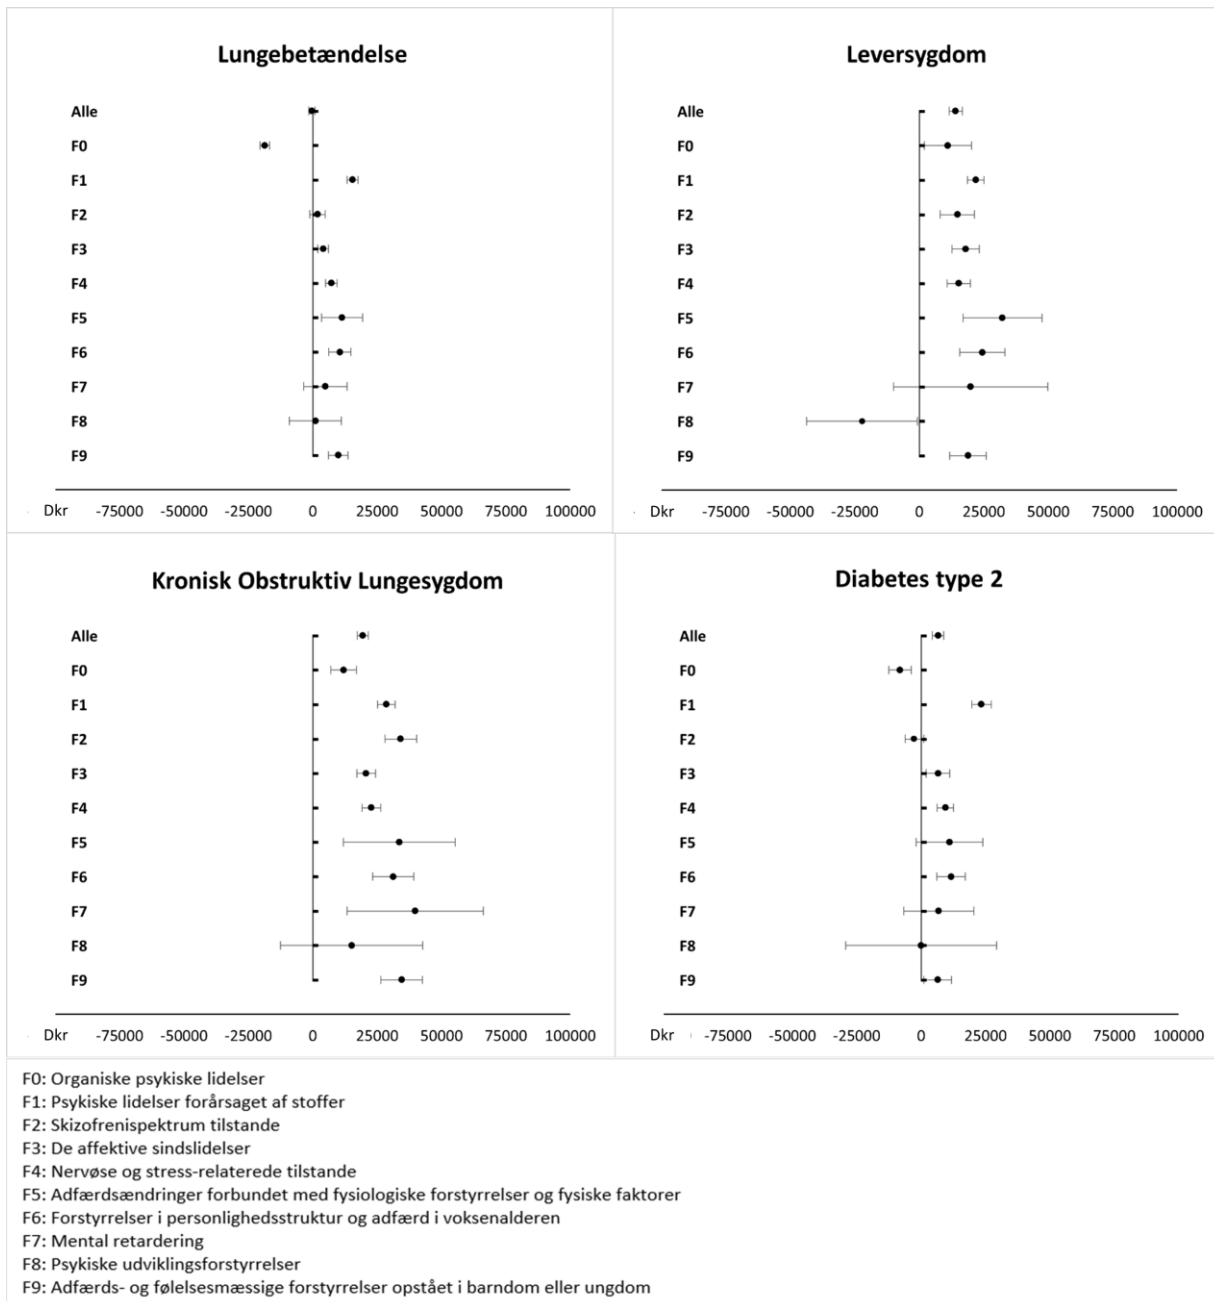 Lungebetændelse
Alle
F0
F1
F2
F3
F4
F5
F6
F7
F8
F9
Dkr -75000 -50000 -25000 0 25000 50000 75000 100000
Leversygdom
Alle
F0
F1
F2
F3
F4
F5
F6
F7
F8
F9
Dkr -75000 -50000 -25000 0 25000 50000 75000 100000
Kronisk Obstruktiv Lungesygdom
Alle
F0
F1
F2
F3
F4
F5
F6
F7
F8
F9
Dkr -75000 -50000 -25000 0 25000 50000 75000 100000
Diabetes type 2
Alle
F0
F1
F2
F3
F4
F5
F6
F7
F8
F9
Dkr -75000 -50000 -25000 0 25000 50000 75000 100000
F0: Organiske psykiske lidelser
F1: Psykiske lidelser forårsaget af stoffer
F2: Skizofrenispektrum tilstande
F3: De affektive sindslidelser
F4: Nervøse og stress-relaterede tilstande
F5: Adfærdsændringer forbundet med fysiologiske forstyrrelser og fysiske faktorer
F6: Forstyrrelser i personlighedsstruktur og adfærd i voksenalderen
F7: Mental retardering
F8: Psykiske udviklingsforstyrrelser
F9: Adfærds- og følelsesmæssige forstyrrelser opstået i barndom eller ungdom